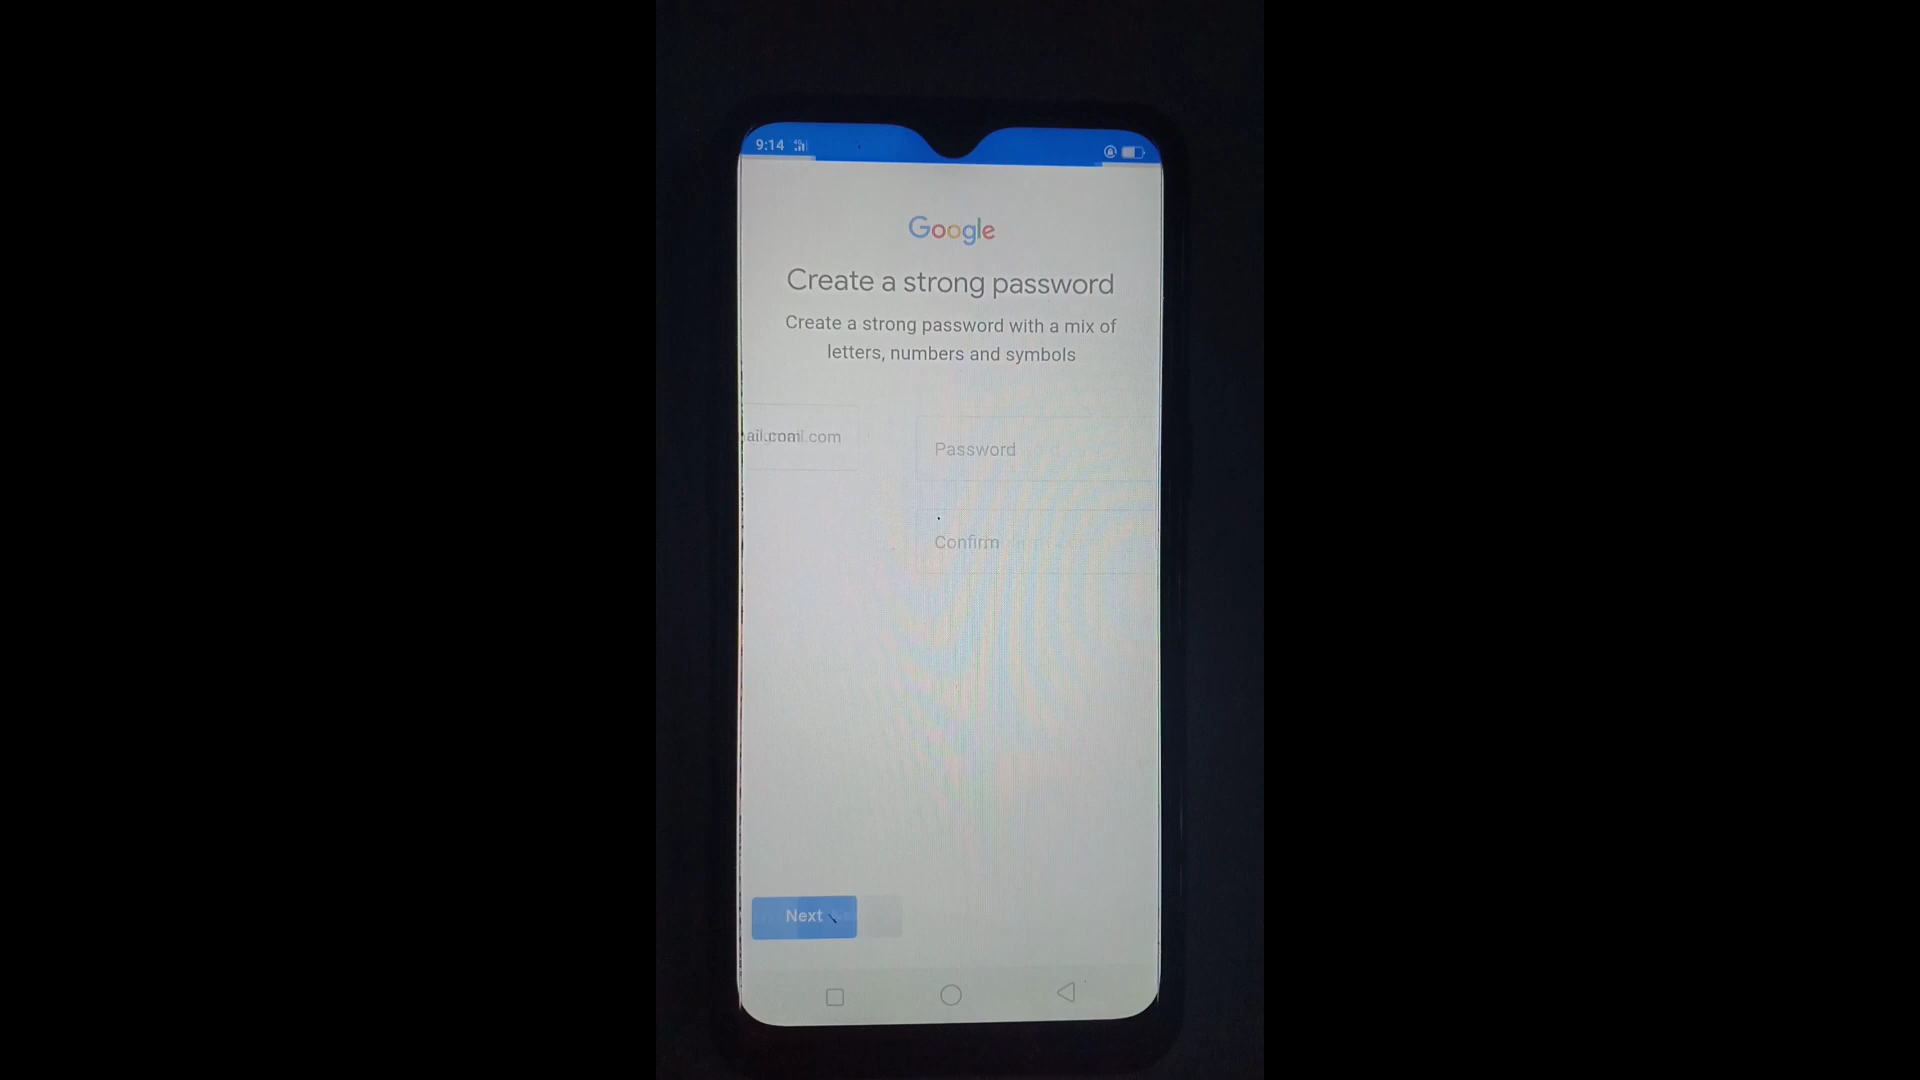 9:14
Google
Create a strong password
Create a strong password with a mix of
letters, numbers and symbols
Password
Confirm
Next